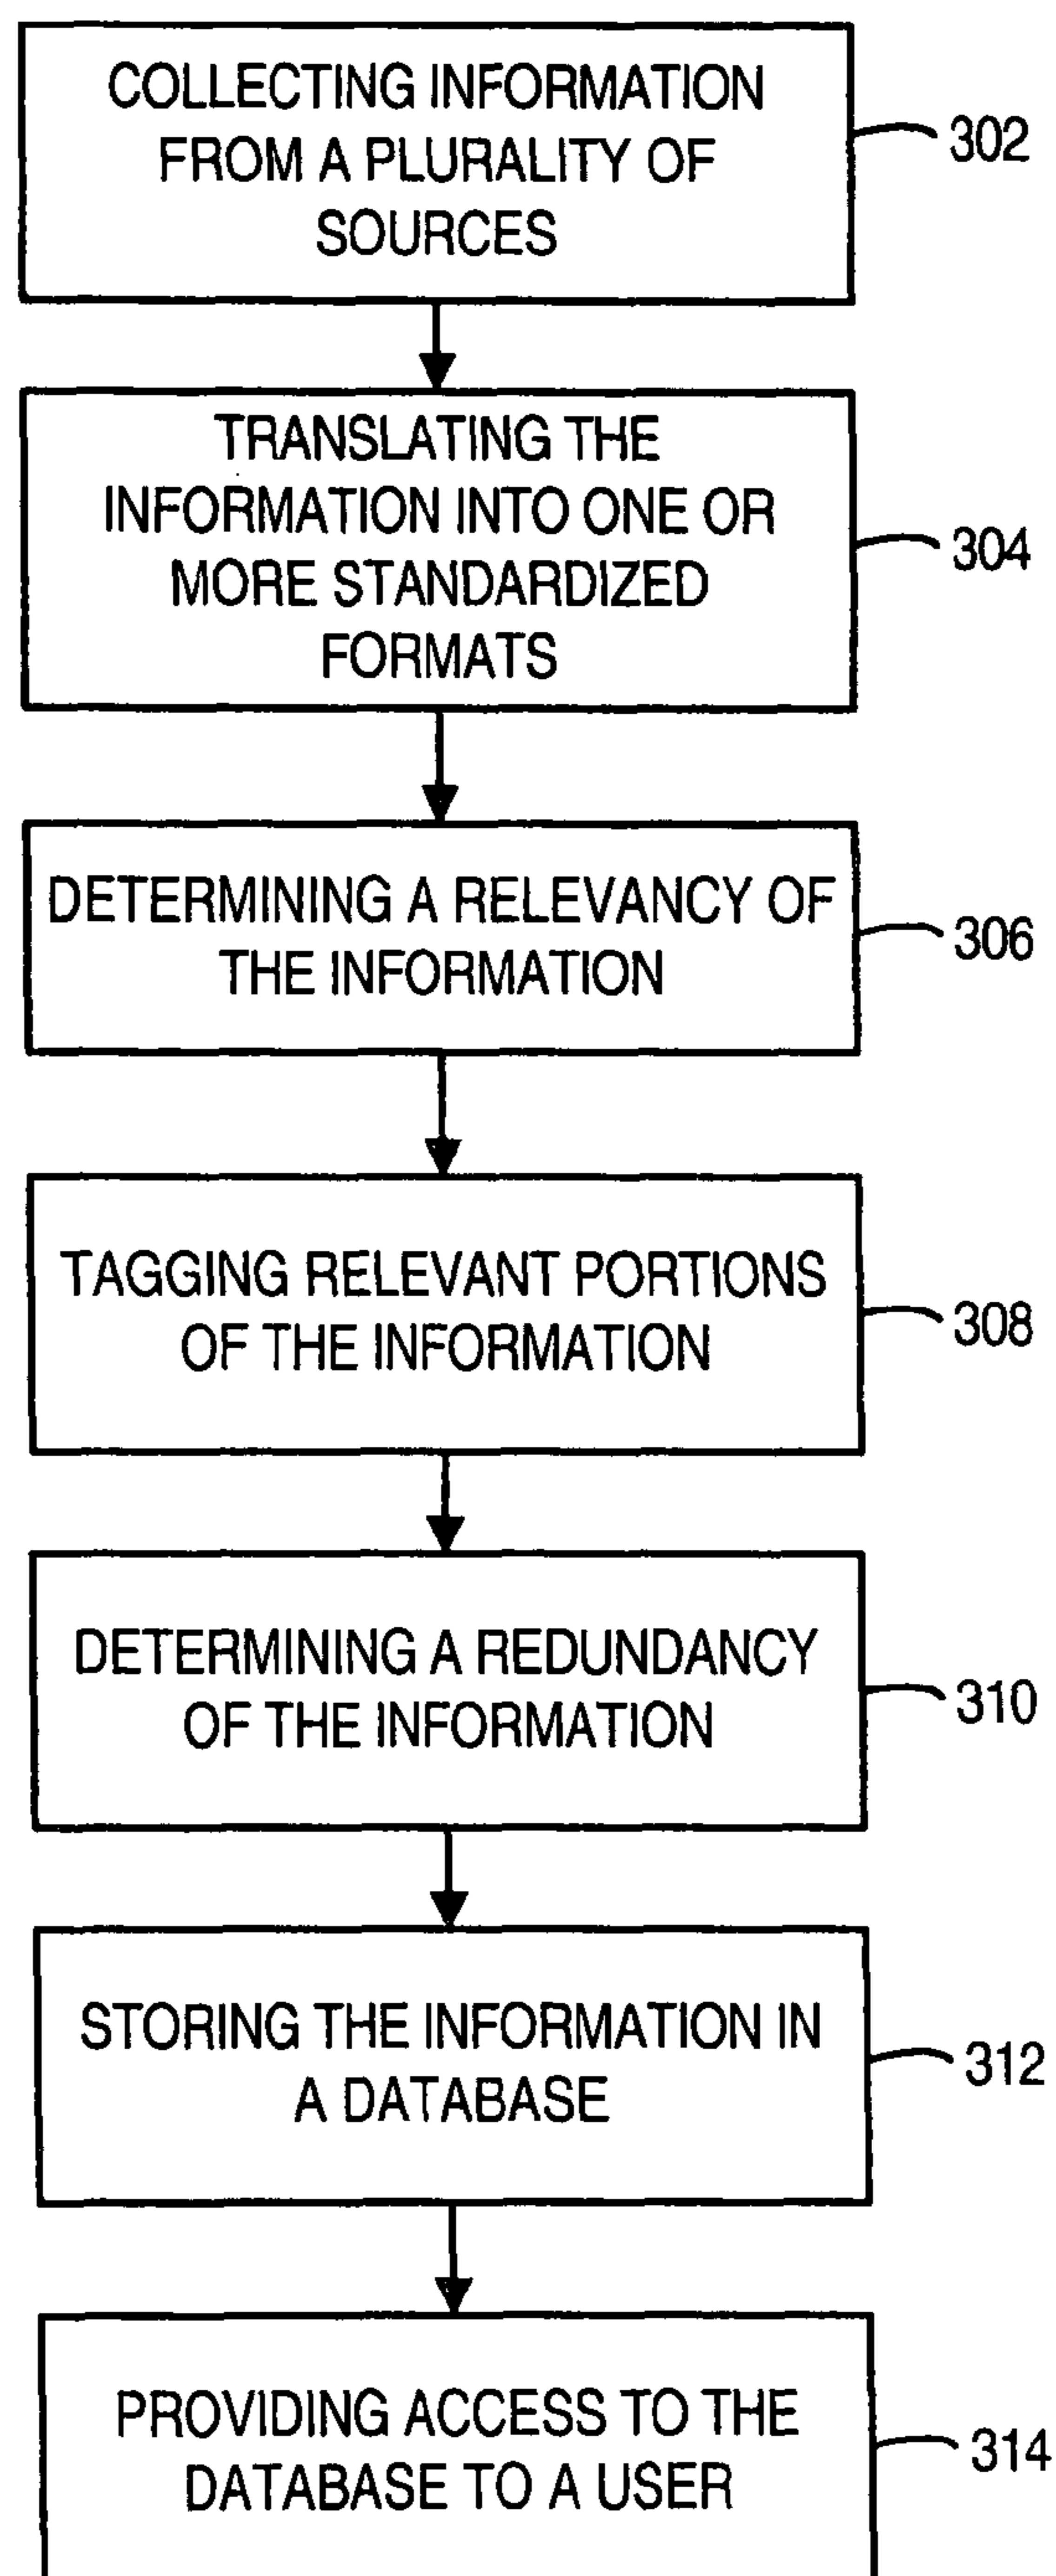 COLLECTING INFORMATION
FROM A PLURALITY OF
SOURCES
302
TRANSLATING THE
INFORMATION INTO ONE OR
MORE STANDARDIZED
FORMATS
304
DETERMINING A RELEVANCY OF
THE INFORMATION
306
TAGGING RELEVANT PORTIONS
OF THE INFORMATION
308
DETERMINING A REDUNDANCY
OF THE INFORMATION
310
STORING THE INFORMATION IN
A DATABASE
312
PROVIDING ACCESS TO THE
DATABASE TO A USER
314